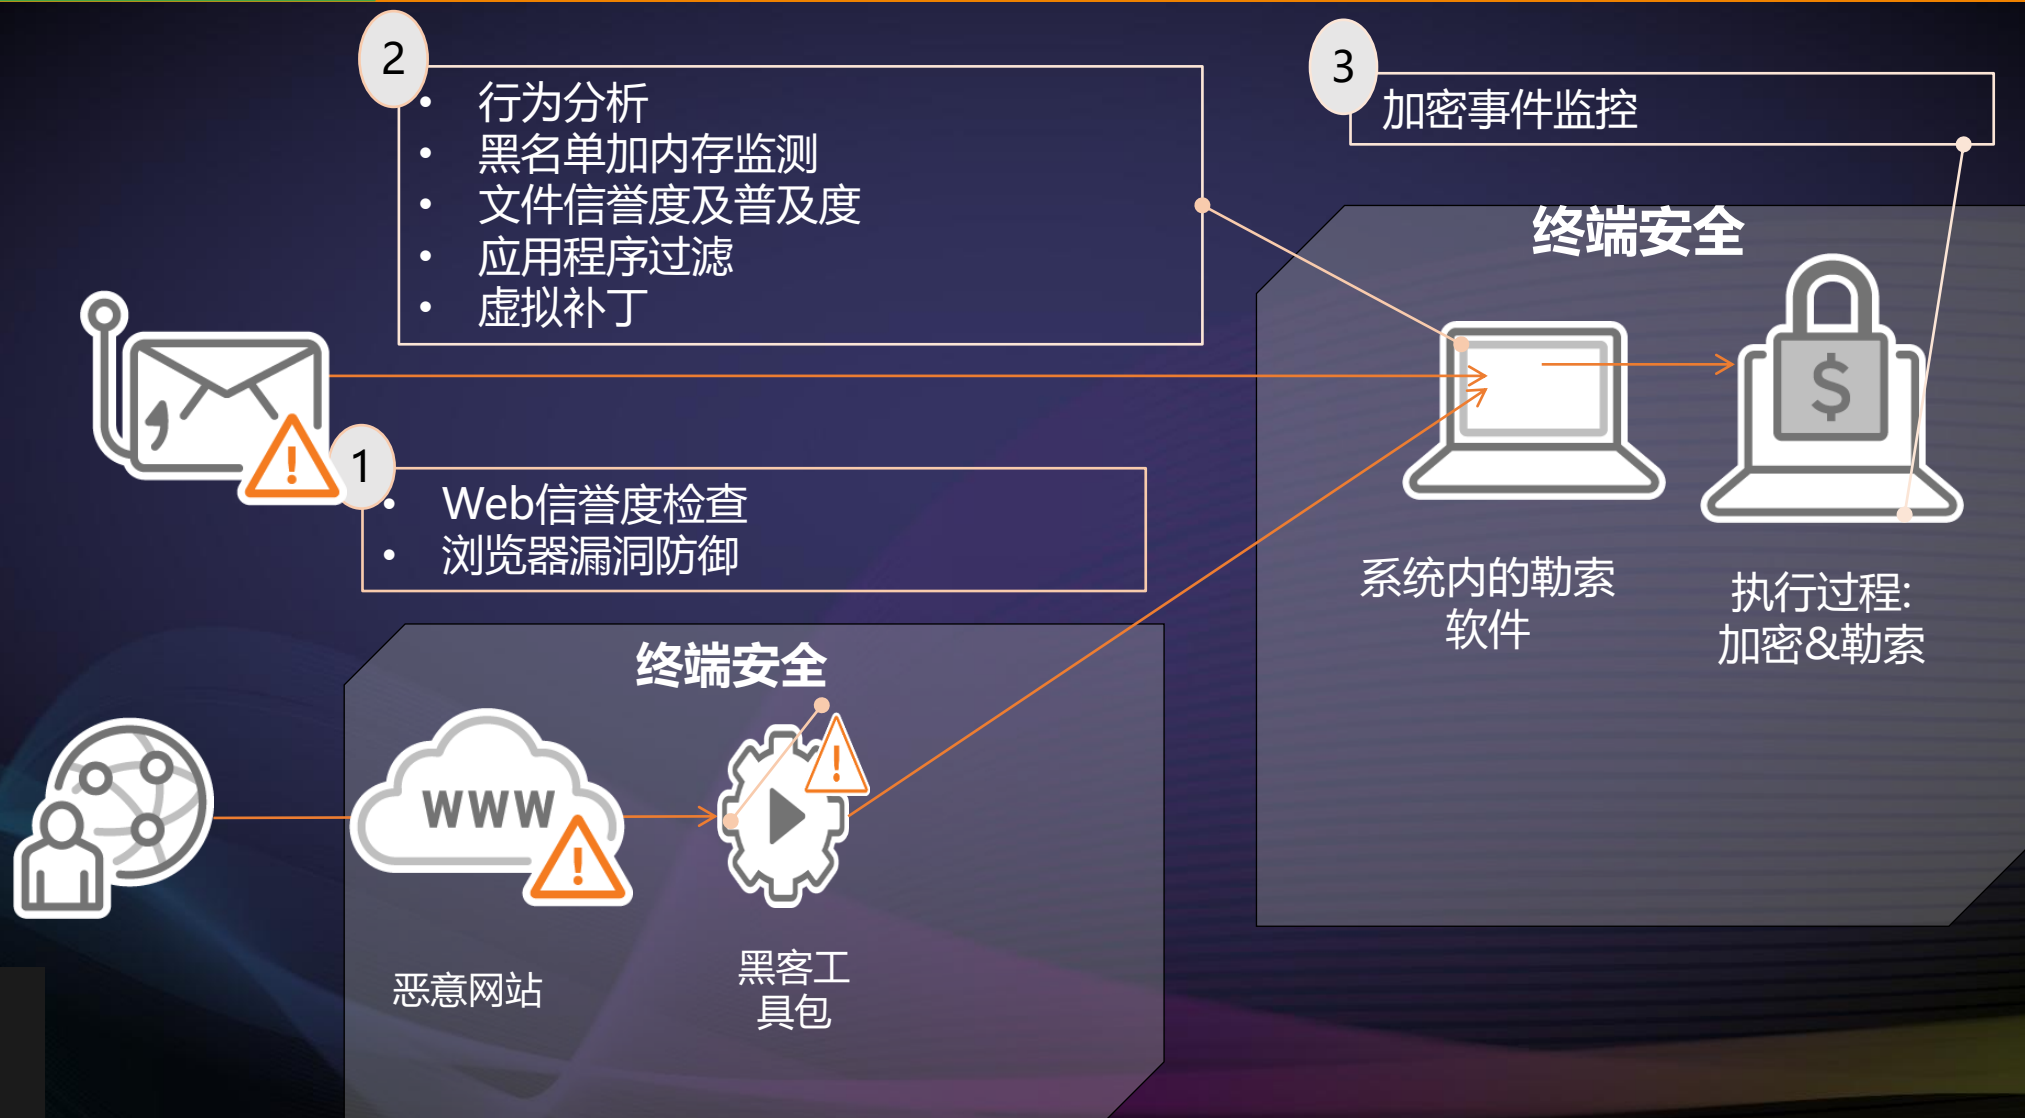 2
行为分析
黑名单加内存监测
文件信誉度及普及度
应用程序过滤
虚拟补丁
3
加密事件监控
终端安全
$
1
Web信誉度检查
浏览器漏洞防御
系统内的勒索
软件
执行过程:
加密&勒索
终端安全
www
恶意网站
黑客工
具包